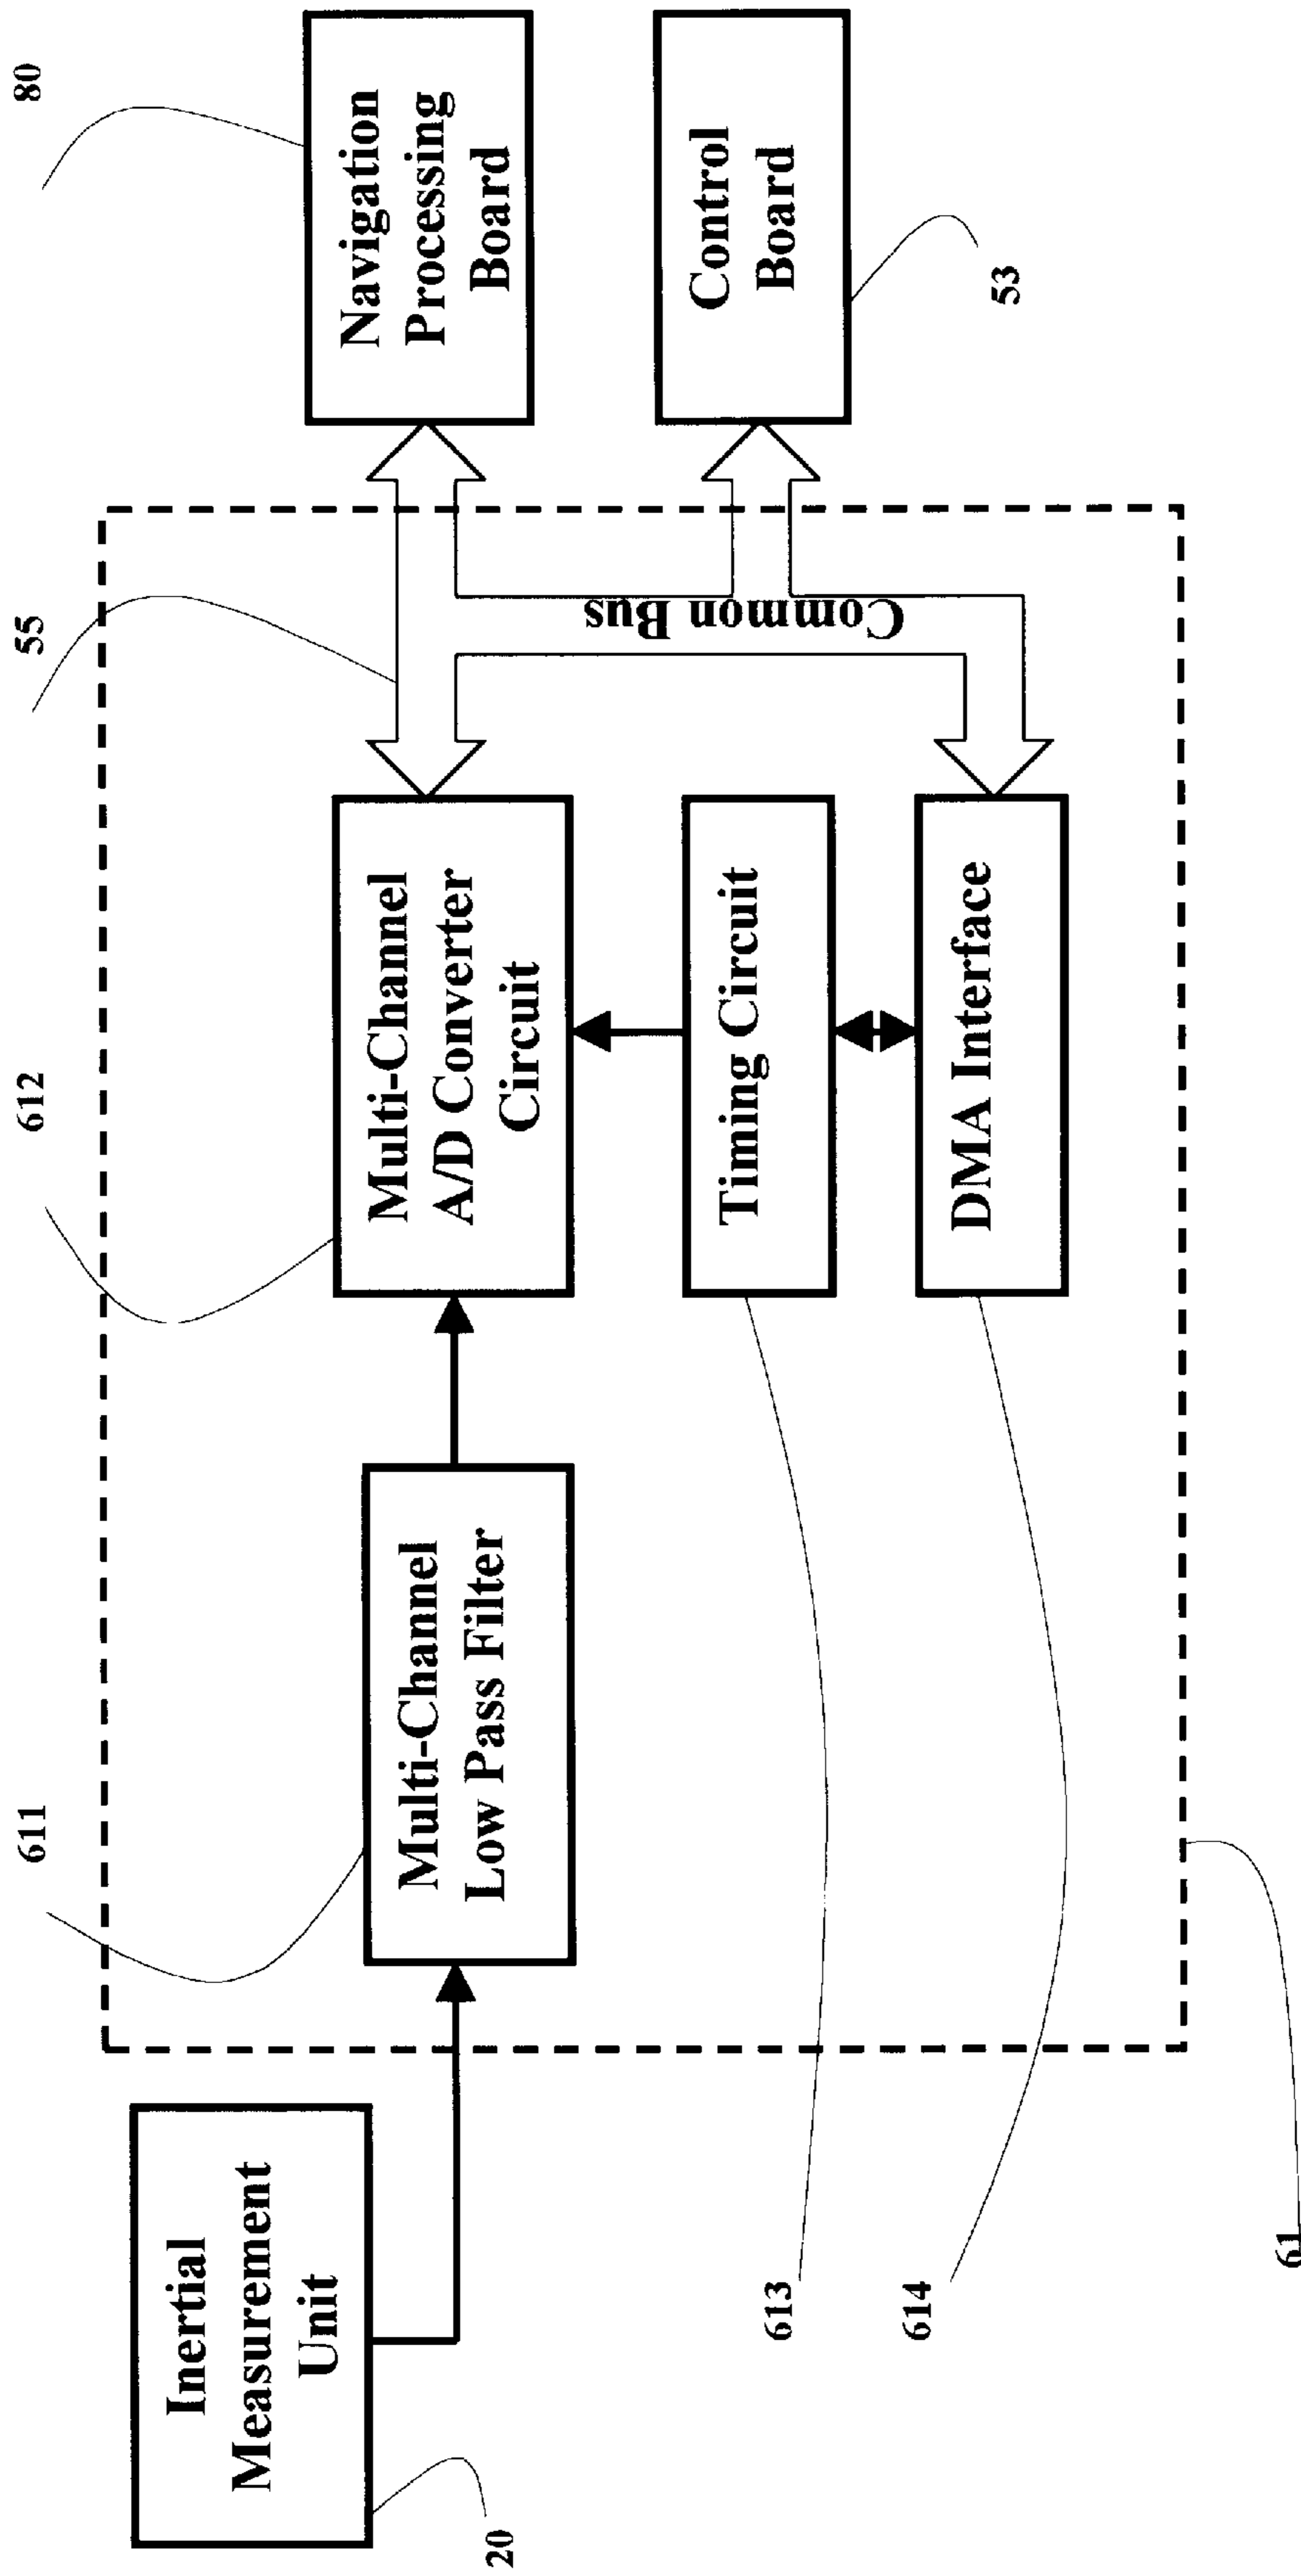 611
612
55
80
Inertial
Measurement
Unit
20
Multi-Channel
Low Pass Filter
Multi-Channel
A/D Converter
Circuit
Timing Circuit
DMA Interface
Common Bus
Navigation
Processing
Board
Control
Board
53
613
614
61